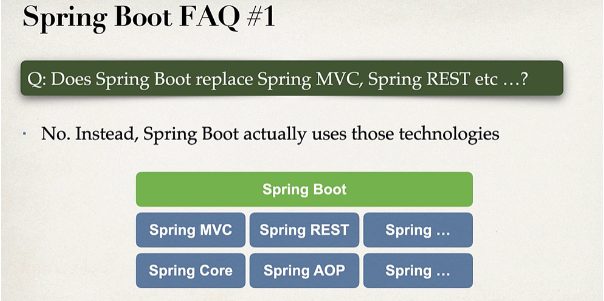 Spring Boot FAQ #1
Q: Does Spring Boot replace Spring MVC, Spring REST etc …?
• No. Instead, Spring Boot actually uses those technologies
Spring Boot
Spring MVC Spring REST Spring …
Spring Core Spring AOP Spring …